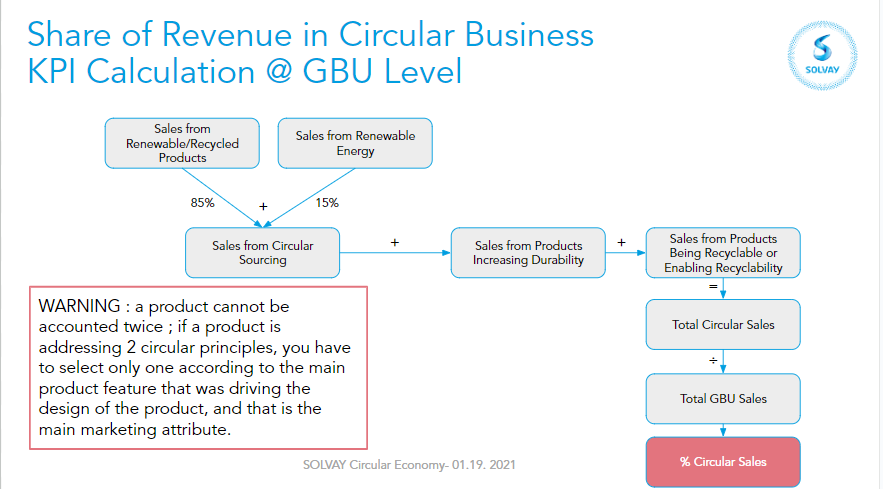 Share of Revenue in Circular Business
KPI Calculation @ GBU Level
SOLVAY
Sales from
Renewable/Recycled
Products
Sales from Renewable
Energy
85%
+
15%
Sales from Circular
Sourcing
+
Sales from Products
Increasing Durability
+
Sales from Products
Being Recyclable or
Enabling Recyclability
=
Total Circular Sales
÷
Total GBU Sales
% Circular Sales
WARNING : a product cannot be
accounted twice ; if a product is
addressing 2 circular principles, you have
to select only one according to the main
product feature that was driving the
design of the product, and that is the
main marketing attribute.
SOLVAY Circular Economy- 01.19. 2021